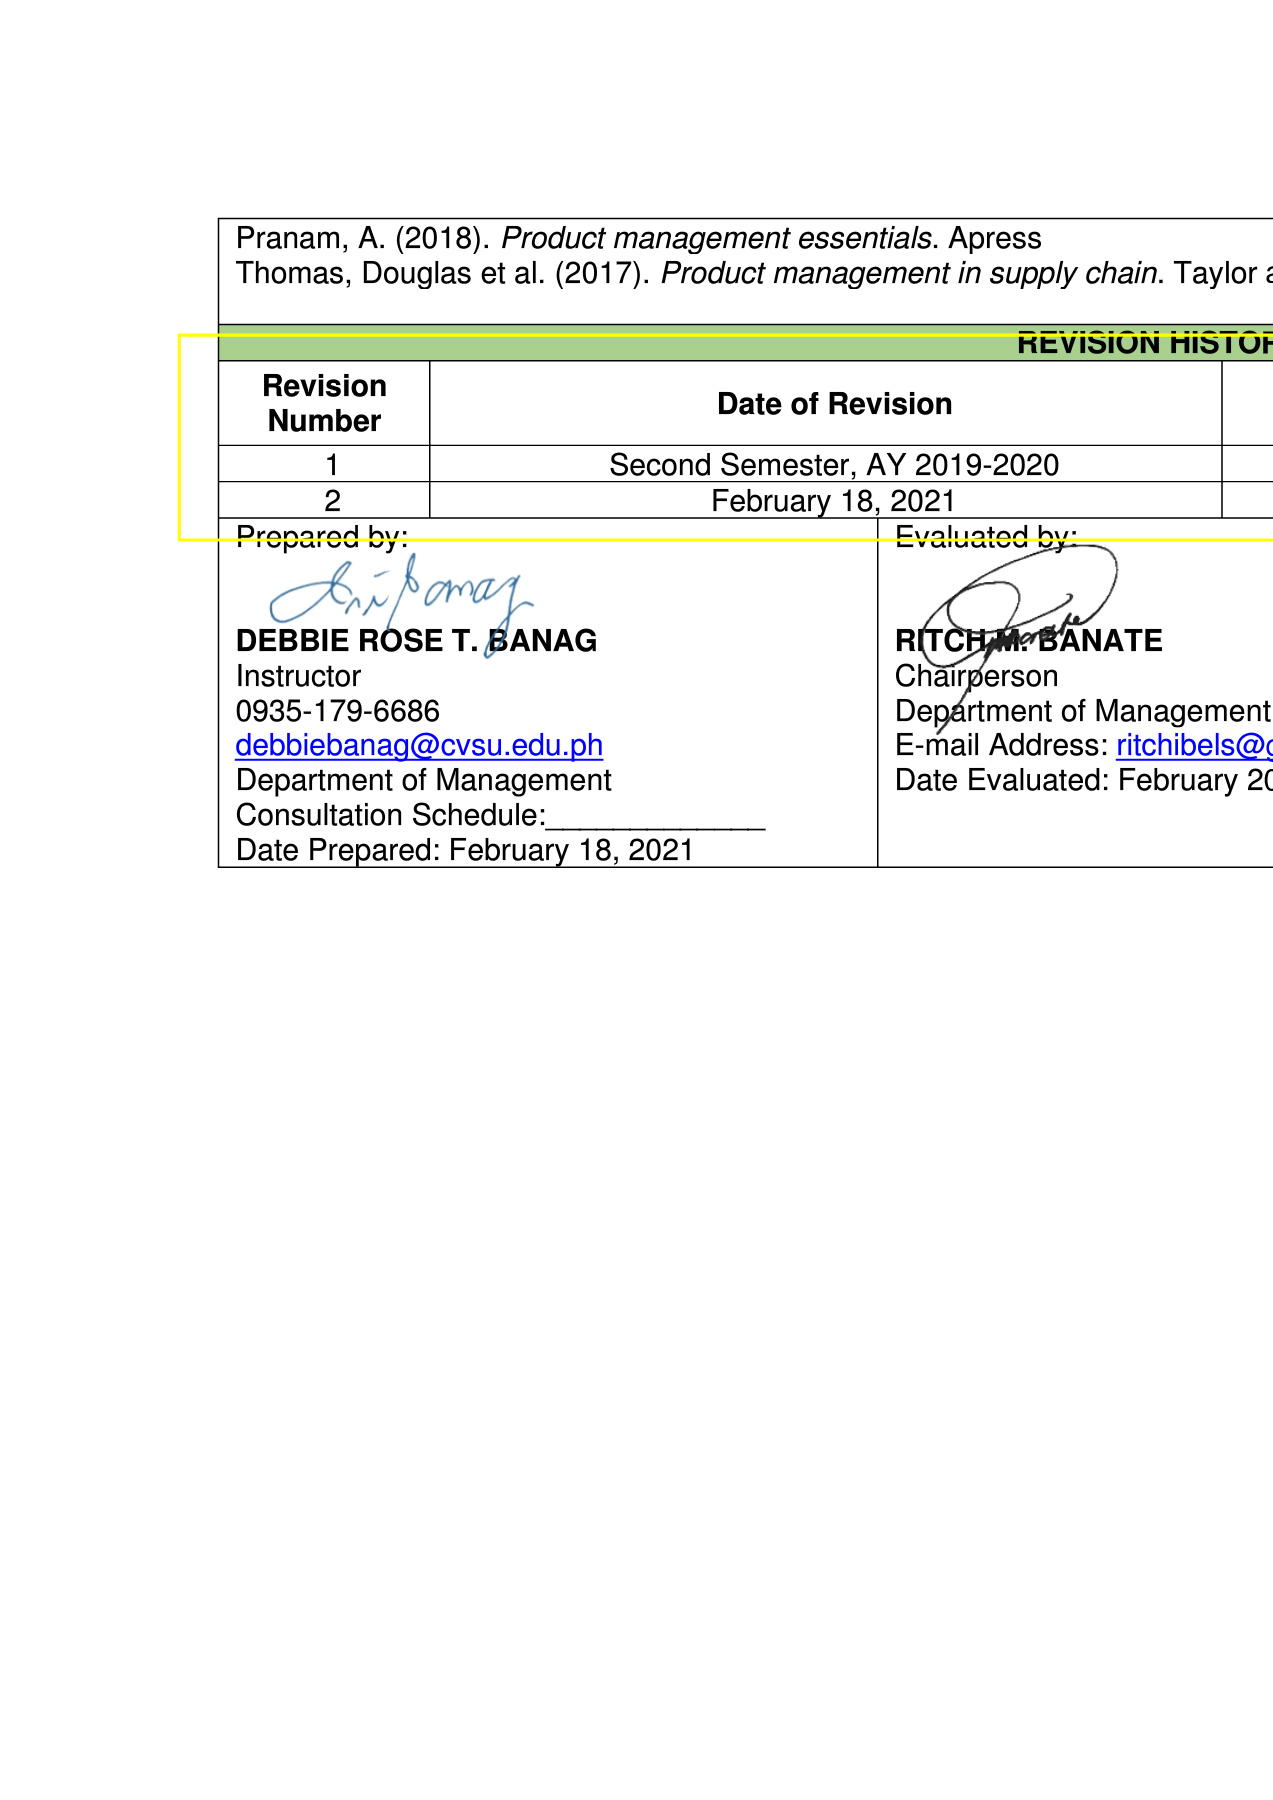 Pranam, A. (2018). Product management essentials. Apress
Thomas, Douglas et al. (2017). Product management in supply chain. Taylor
REVISION HISTOR
Revision Number Date of Revision
1 Second Semester, AY 2019-2020
2 February 18, 2021
Prepared by:
DEBBIE ROSE T. BANAG
Instructor
0935-179-6686
debbiebanag@cvsu.edu.ph
Department of Management
Consultation Schedule:_____________
Date Prepared: February 18, 2021
Evaluated by:
RITCH M. BANATE
Chairperson
Department of Management
E-mail Address: ritchibels@g
Date Evaluated: February 20